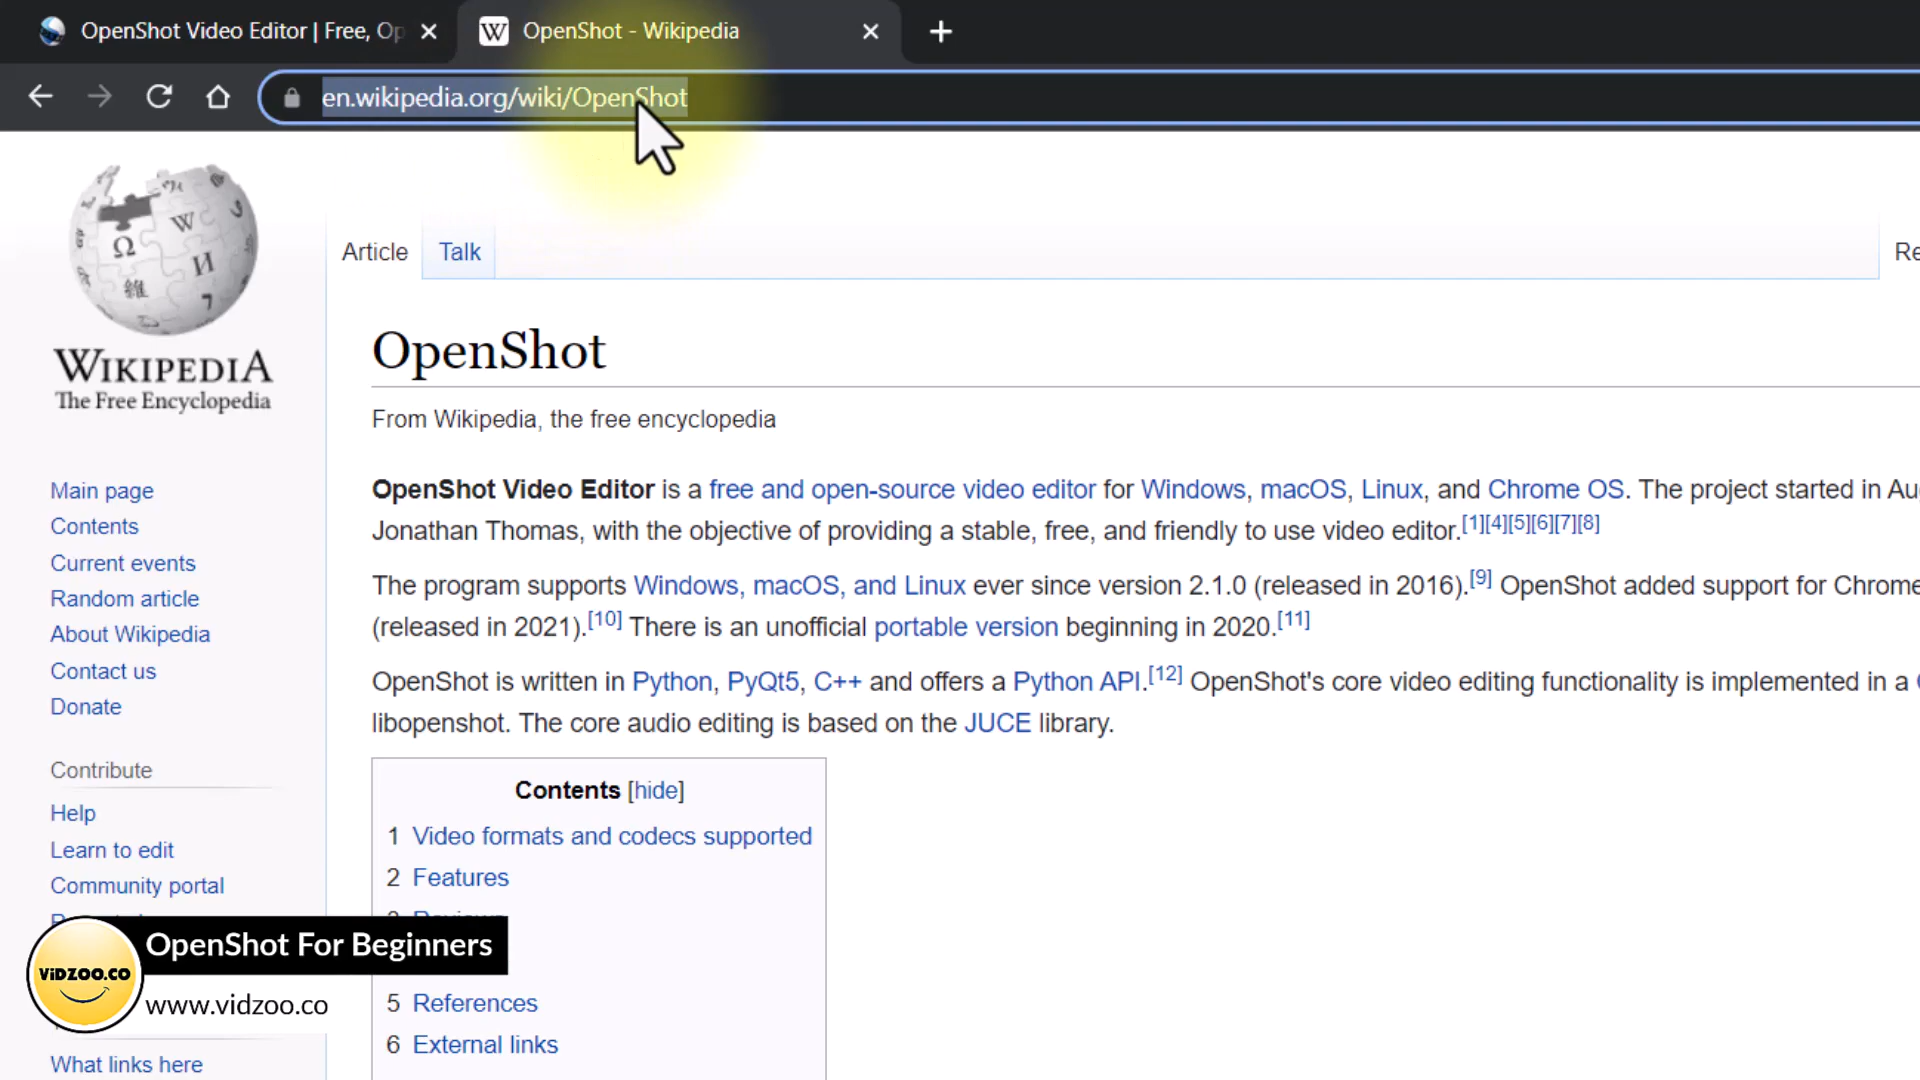 OpenShot Video Editor | Free, Op
OpenShot - Wikipedia
en.wikipedia.org/wiki/OpenShot
WIKIPEDIA
The Free Encyclopedia
Article
Talk
Re
OpenShot
From Wikipedia, the free encyclopedia
OpenShot Video Editor is a free and open-source video editor for Windows, macOS, Linux, and Chrome OS. The project started in Au
Jonathan Thomas, with the objective of providing a stable, free, and friendly to use video editor.[1][4][5][6][7][8]
The program supports Windows, macOS, and Linux ever since version 2.1.0 (released in 2016).[9] OpenShot added support for Chrome
(released in 2021).[10] There is an unofficial portable version beginning in 2020.[11]
OpenShot is written in Python, PyQt5, C++ and offers a Python API.[12] OpenShot's core video editing functionality is implemented in a
libopenshot. The core audio editing is based on the JUCE library.
Contents [hide]
1 Video formats and codecs supported
2 Features
5 References
6 External links
Main page
Contents
Current events
Random article
About Wikipedia
Contact us
Donate
Contribute
Help
Learn to edit
Community portal
What links here
OpenShot For Beginners
ViDZOO.CO
www.vidzoo.co